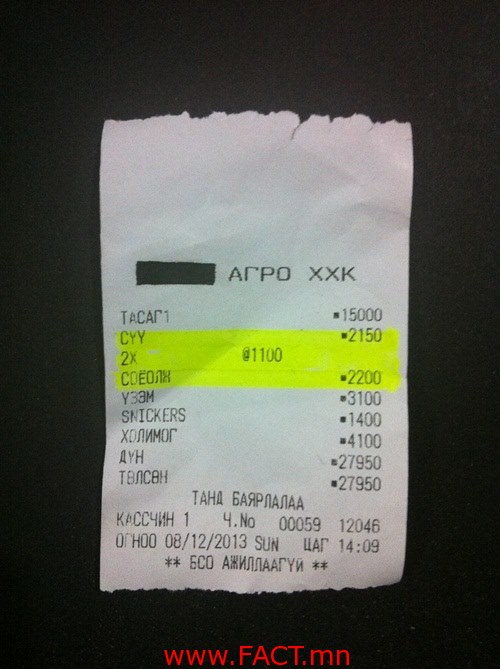 АГРО ХХК
ТАСАГ1 *15000
СҮҮ *2150
2X @1100
СОЁОЛЖ *2200
ҮЗЭМ *3100
SNICKERS *1400
ХОЛИМОГ *4100
ДҮН *27950
ТӨЛСӨН *27950
ТАНД БАЯРЛАЛАА
КАССЧИН 1 Ч.No 00059 12046
ОГНОО 08/12/2013 SUN ЦАГ 14:09
** БСО АЖИЛЛААГҮЙ **
www.FACT.mn